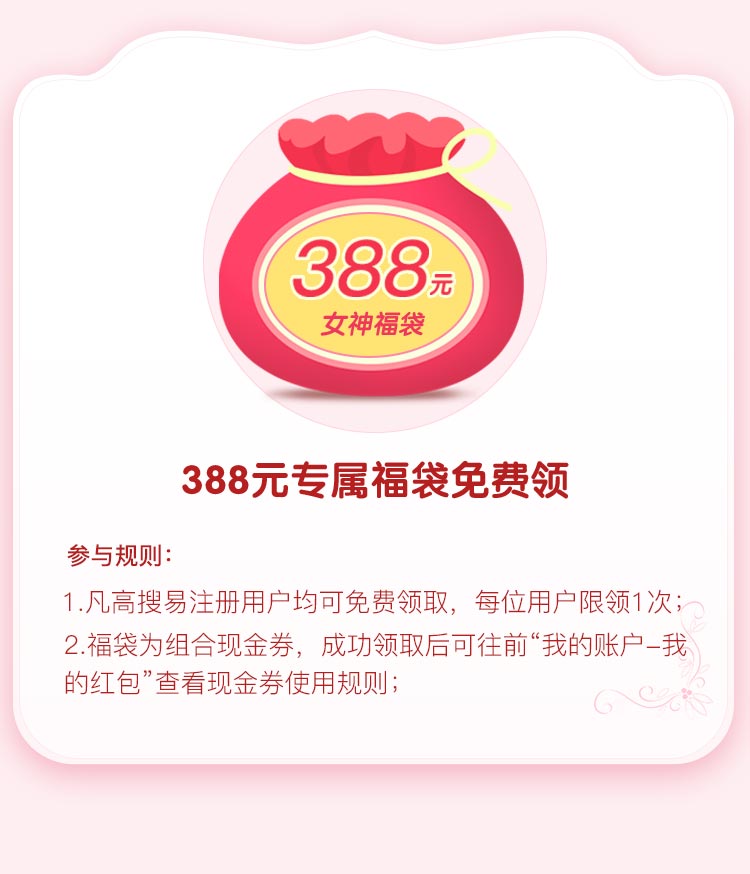 388元
女神福袋
388元专属福袋免费领
参与规则：
1.凡高搜易注册用户均可免费领取，每位用户限领1次；
2.福袋为组合现金券，成功领取后可往前“我的账户-我
的红包”查看现金券使用规则；